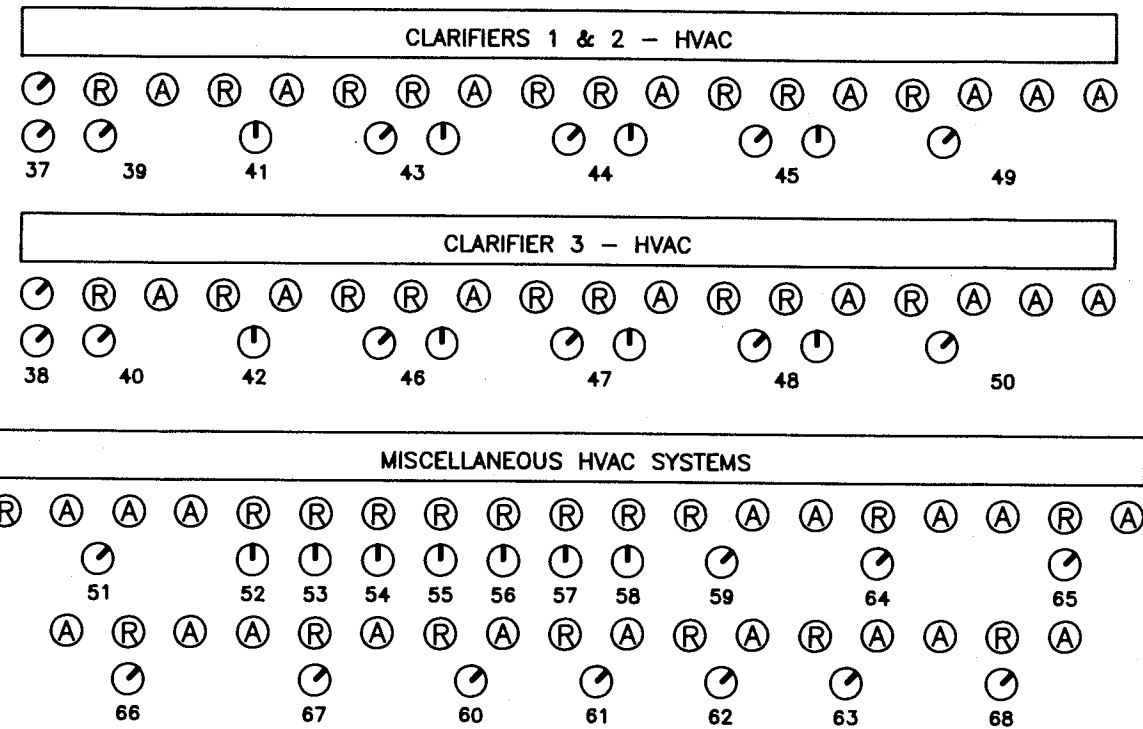 CLARIFIERS 1 & 2 – HVAC
R A R A R R A R R A R R A R A A A
37 39 41 43 44 45 49
CLARIFIER 3 – HVAC
R A R A R R A R R A R R A R A A A
38 40 42 46 47 48 50
MISCELLANEOUS HVAC SYSTEMS
R A A A R R R R R R R R A A R A A R A
51 52 53 54 55 56 57 58 59 64 65
A R A A R A R A R A R A R A A R A
66 67 60 61 62 63 68